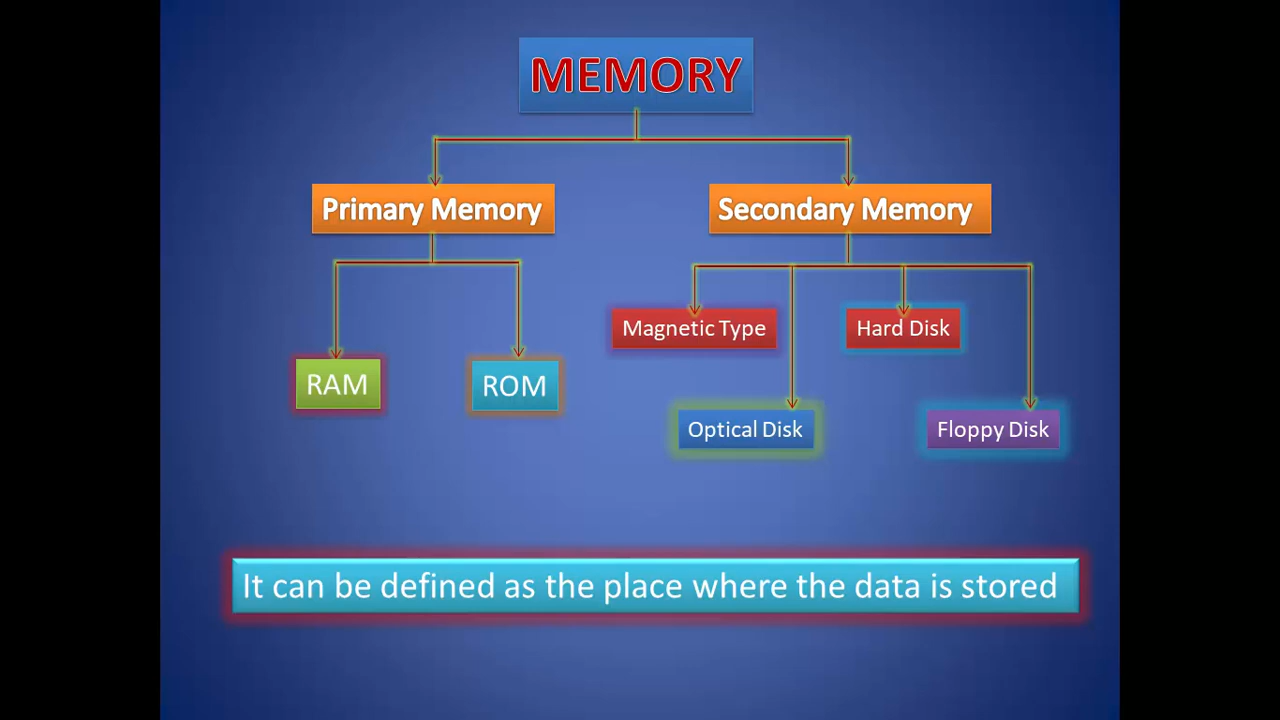 MEMORY
Primary Memory
Secondary Memory
Magnetic Type
Hard Disk
RAM
ROM
Optical Disk
Floppy Disk
It can be defined as the place where the data is stored